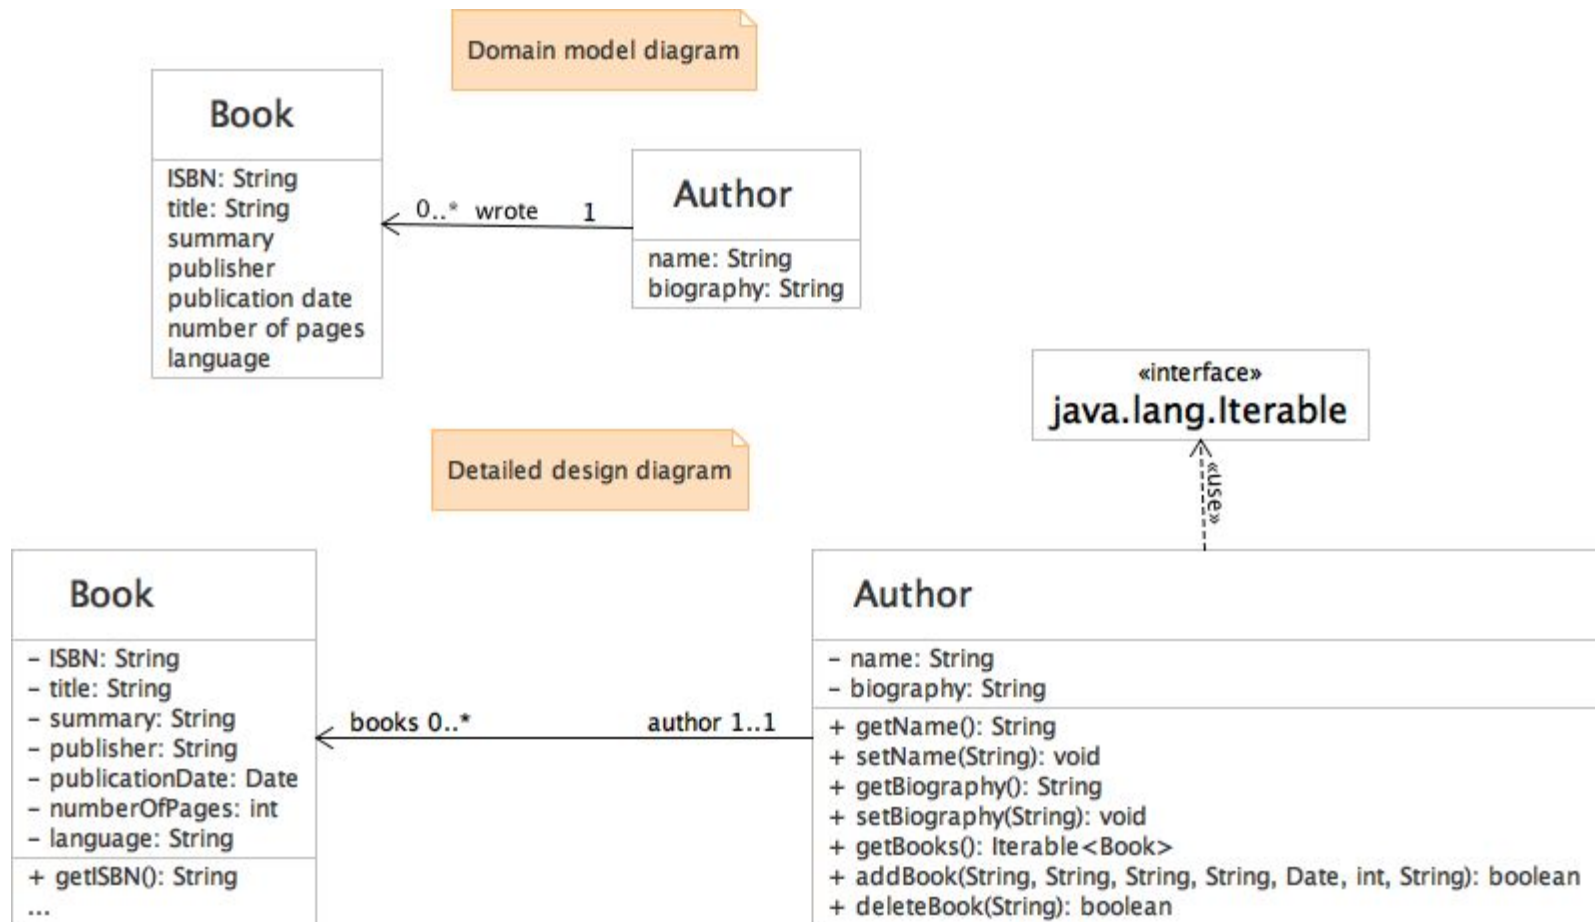 Domain model diagram
Book
ISBN: String
title: String
summary
publisher
publication date
number of pages
language
0..* wrote 1
Author
name: String
biography: String
«interface»
java.lang.Iterable
«use»
Detailed design diagram
Book
- ISBN: String
- title: String
- summary: String
- publisher: String
- publicationDate: Date
- numberOfPages: int
- language: String
+ getISBN(): String
...
books 0..*
author 1..1
Author
- name: String
- biography: String
+ getName(): String
+ setName(String): void
+ getBiography(): String
+ setBiography(String): void
+ getBooks(): Iterable<Book>
+ addBook(String, String, String, String, Date, int, String): boolean
+ deleteBook(String): boolean